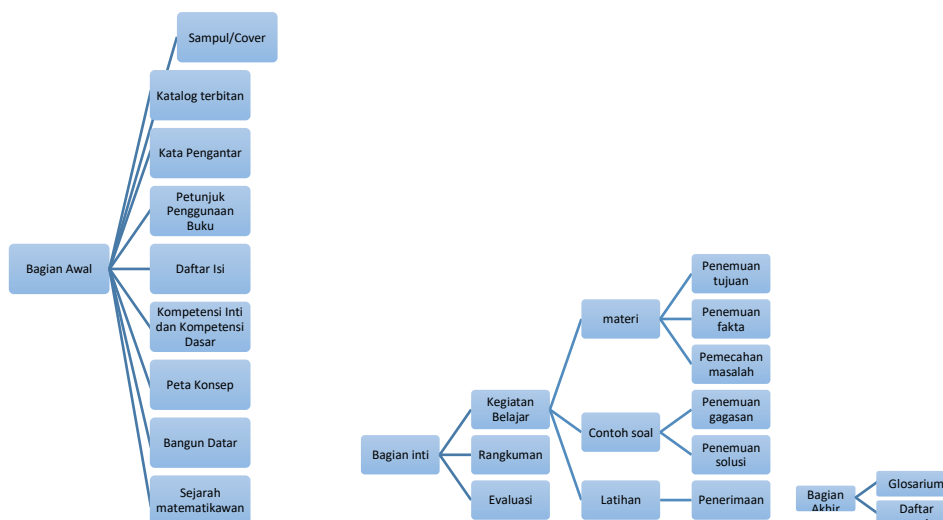 Sampul/Cover
Katalog terbitan
Kata Pengantar
Petunjuk
Penggunaan
Buku
Bagian Awal
Daftar Isi
Kompetensi Inti
dan Kompetensi
Dasar
Peta Konsep
Bangun Datar
Sejarah
matematikawan
Bagian inti
Kegiatan
Belajar
Rangkuman
Evaluasi
materi
Contoh soal
Latihan
Penemuan
tujuan
Penemuan
fakta
Pemecahan
masalah
Penemuan
gagasan
Penemuan
solusi
Penerimaan
Bagian
Akhir
Glosarium
Daftar